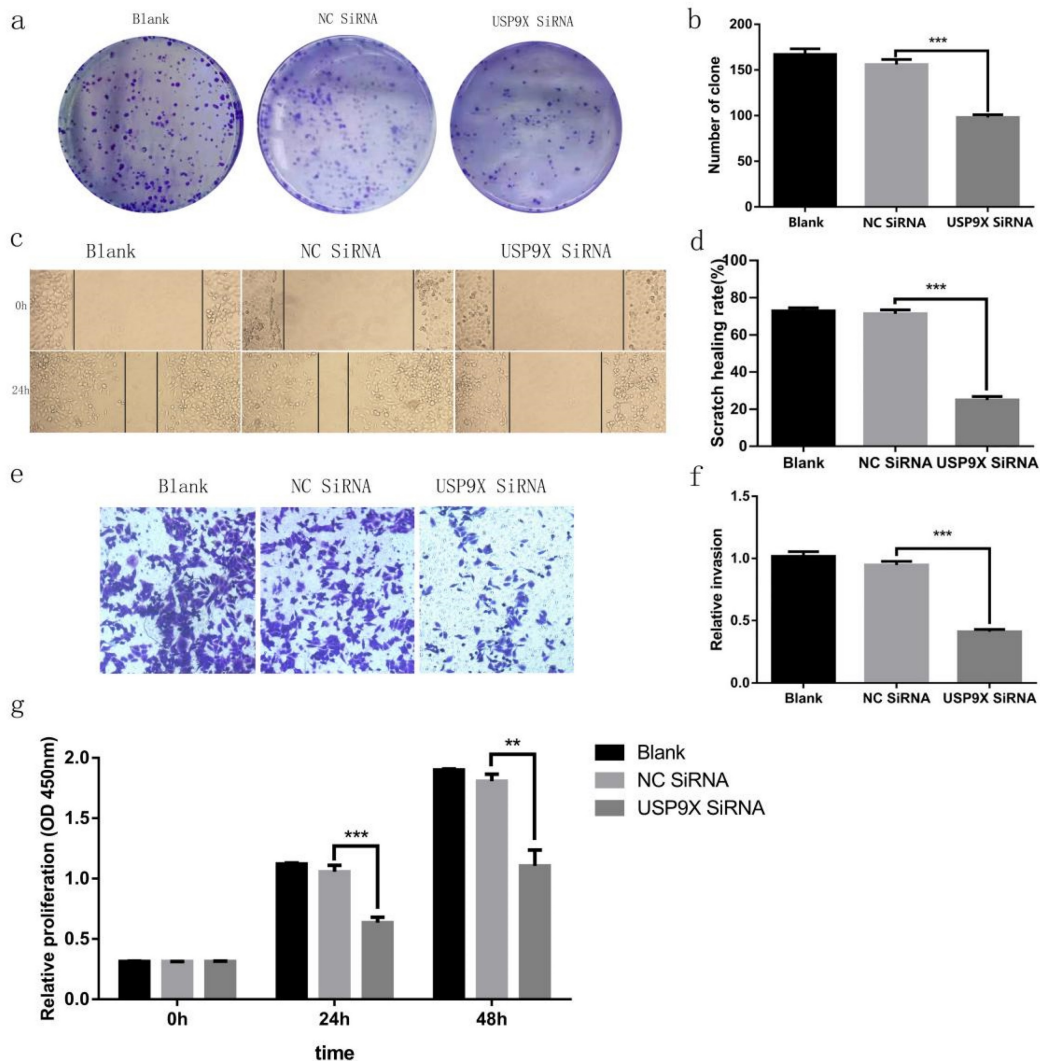 a
Blank
NC SiRNA
USP9X SiRNA
b
Number of clone
200
150
100
50
0
***
Blank
NC SiRNA
USP9X SiRNA
c
Blank
NC SiRNA
USP9X SiRNA
0h
24h
d
Scratch healing rate(%)
100
80
60
40
20
0
***
Blank
NC SiRNA
USP9X SiRNA
e
Blank
NC SiRNA
USP9X SiRNA
f
Relative invasion
1.5
1.0
0.5
0.0
***
Blank
NC SiRNA
USP9X SiRNA
g
Relative proliferation (OD 450nm)
2.0
1.5
1.0
0.5
0.0
***
**
0h
24h
48h
time
Blank
NC SiRNA
USP9X SiRNA